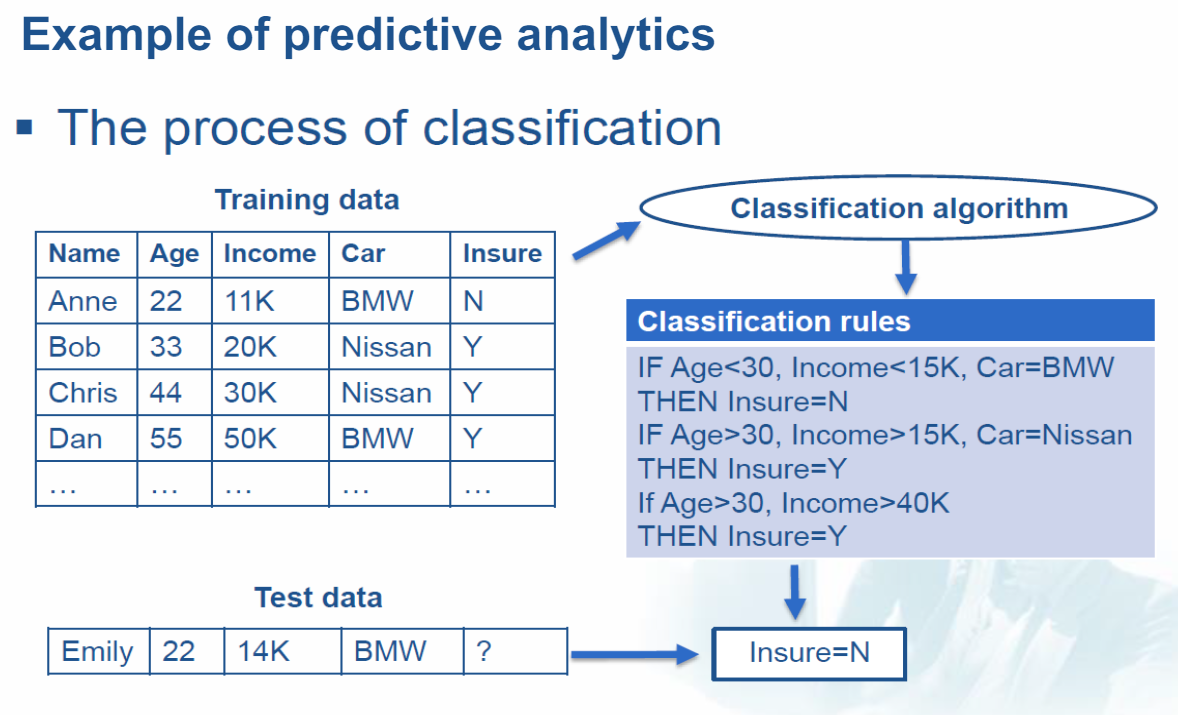 Example of predictive analytics
▪ The process of classification
Training data
Name Age Income Car Insure
Anne 22 11K BMW N
Bob 33 20K Nissan Y
Chris 44 30K Nissan Y
Dan 55 50K BMW Y
… … … … …
Classification algorithm
Classification rules
IF Age<30, Income<15K, Car=BMW
THEN Insure=N
IF Age>30, Income>15K, Car=Nissan
THEN Insure=Y
If Age>30, Income>40K
THEN Insure=Y
Test data
Emily 22 14K BMW ?
Insure=N